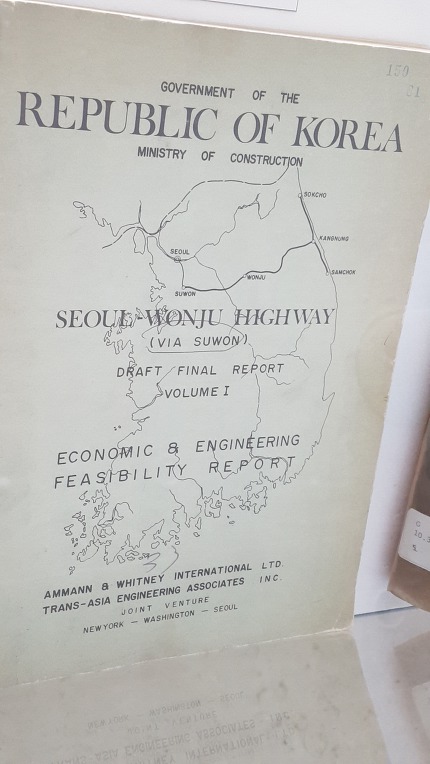 159
GOVERNMENT OF THE
REPUBLIC OF KOREA
MINISTRY OF CONSTRUCTION
SOKCHO
KANGNUNG
SEOUL
SAMCHOK
WONJU
SUWON
SEOUL-WONJU HIGHWAY
(VIA SUWON)
DRAFT FINAL REPORT
VOLUME I
ECONOMIC & ENGINEERING
FEASIBILITY REPORT
AMMANN & WHITNEY INTERNATIONAL LTD.
TRANS-ASIA ENGINEERING ASSOCIATES INC.
JOINT VENTURE
NEWYORK — WASHINGTON — SEOUL